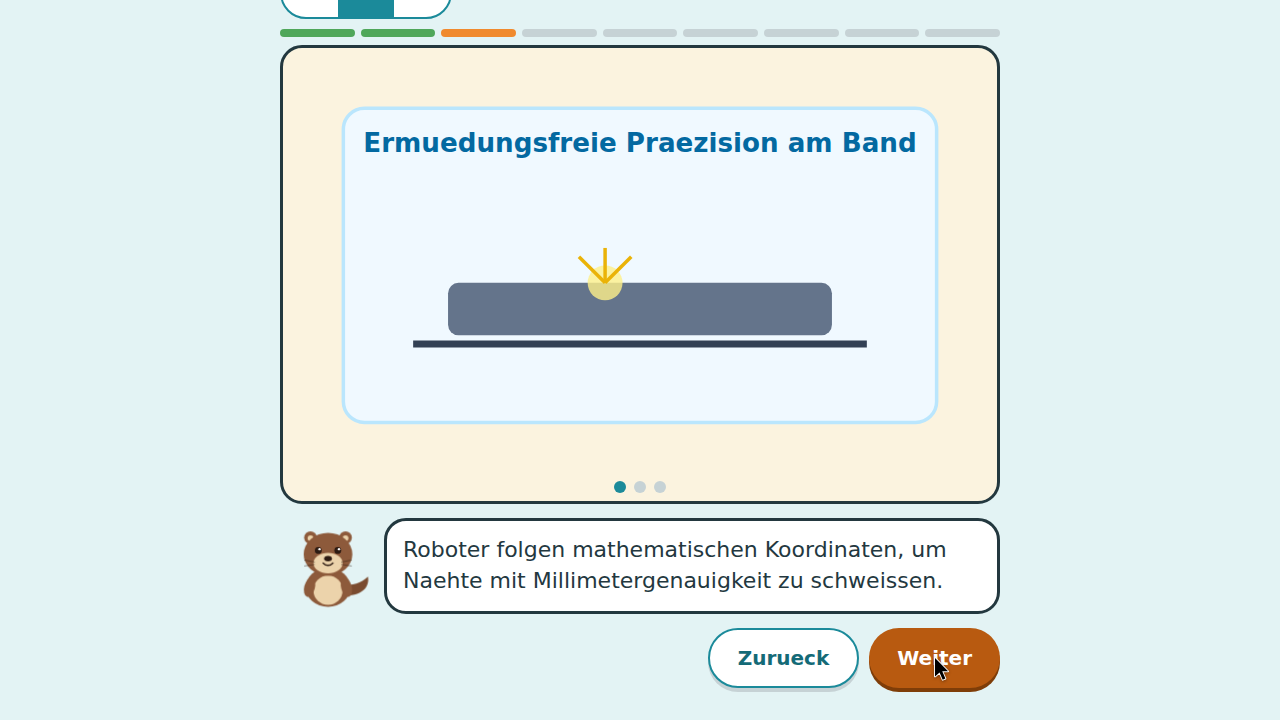 Ermuedungsfreie Praezision am Band
Roboter folgen mathematischen Koordinaten, um
Naehte mit Millimetergenauigkeit zu schweissen.
Zurueck
Weiter